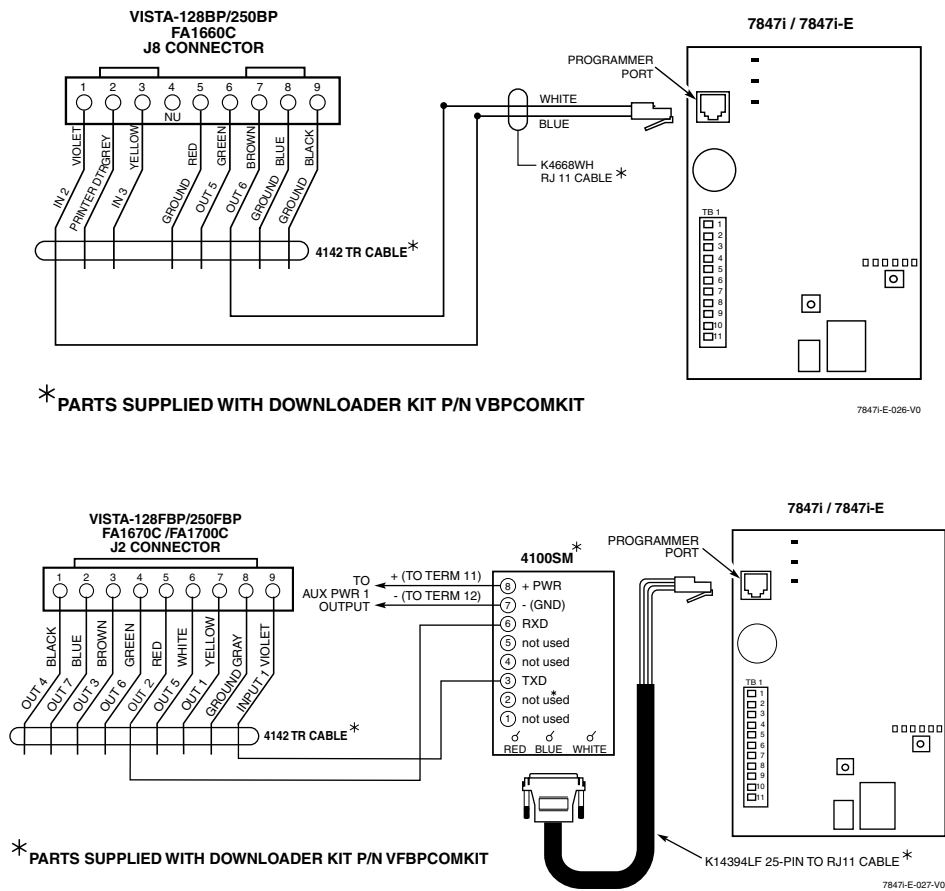 VISTA-128BP/250BP
FA1660C
J8 CONNECTOR
1 2 3 4 5 6 7 8 9
NU
VIOLET
GREY
YELLOW
RED
GREEN
BROWN
BLUE
BLACK
IN 2
PRINTER DTR
IN 3
GROUND
OUT 5
OUT 6
GROUND
GROUND
4142 TR CABLE*
WHITE
BLUE
K4668WH
RJ 11 CABLE *
7847i / 7847i-E
PROGRAMMER
PORT
TB 1
1
2
3
4
5
6
7
8
9
10
11
* PARTS SUPPLIED WITH DOWNLOADER KIT P/N VBPCOMKIT
7847i-E-026-V0
VISTA-128FBP/250FBP
FA1670C /FA1700C
J2 CONNECTOR
1 2 3 4 5 6 7 8 9
BLACK
BLUE
BROWN
GREEN
RED
WHITE
YELLOW
GRAY
VIOLET
OUT 4
OUT 7
OUT 3
OUT 6
OUT 2
OUT 5
OUT 1
GROUND
INPUT 1
4142 TR CABLE *
TO
AUX PWR 1
OUTPUT
+ (TO TERM 11)
- (TO TERM 12)
4100SM *
8 + PWR
7 - (GND)
6 RXD
5 not used
4 not used
3 TXD
2 not used *
1 not used
RED BLUE WHITE
7847i / 7847i-E
PROGRAMMER
PORT
TB 1
1
2
3
4
5
6
7
8
9
10
11
K14394LF 25-PIN TO RJ11 CABLE *
* PARTS SUPPLIED WITH DOWNLOADER KIT P/N VFBPCOMKIT
7847i-E-027-V0